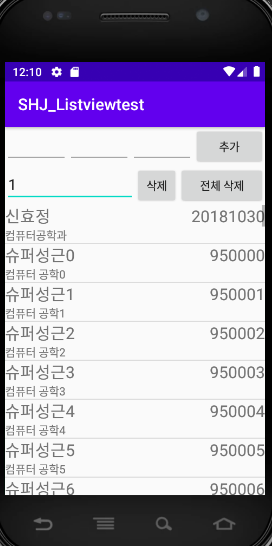 12:10
SHJ_Listviewtest
추가
1 삭제 전체 삭제
신효정 20181030
컴퓨터공학과
슈퍼성근0 950000
컴퓨터 공학0
슈퍼성근1 950001
컴퓨터 공학1
슈퍼성근2 950002
컴퓨터 공학2
슈퍼성근3 950003
컴퓨터 공학3
슈퍼성근4 950004
컴퓨터 공학4
슈퍼성근5 950005
컴퓨터 공학5
슈퍼성근6 950006